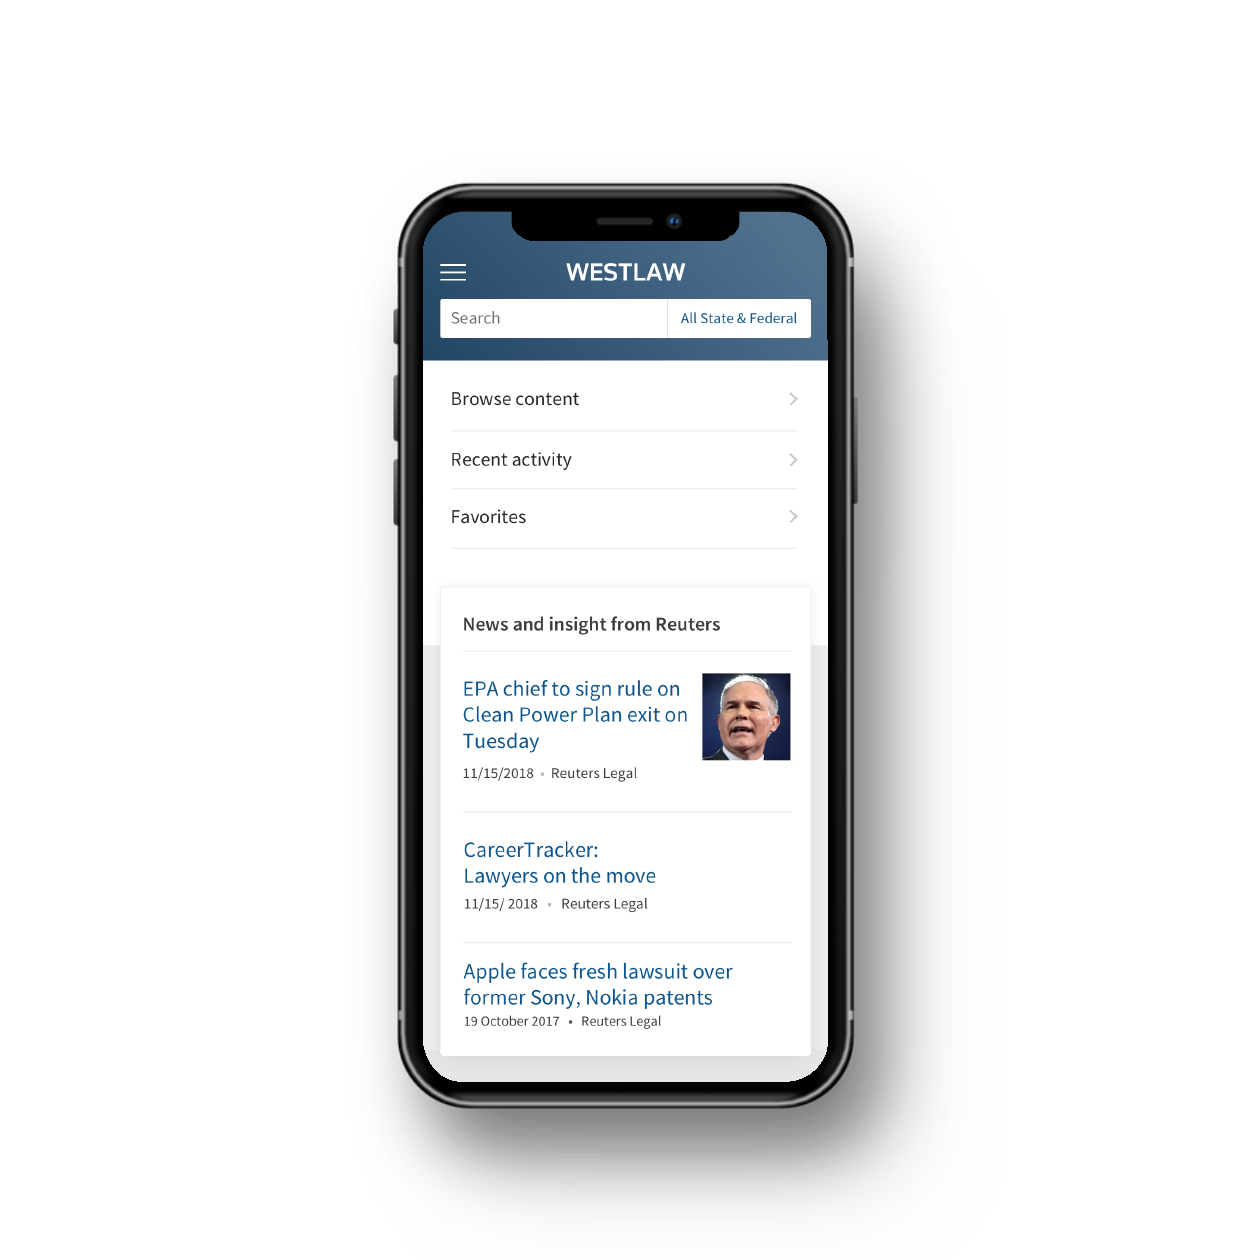 WESTLAW
Search
All State & Federal
Browse content
Recent activity
Favorites
News and insight from Reuters
EPA chief to sign rule on
Clean Power Plan exit on
Tuesday
11/15/2018 • Reuters Legal
CareerTracker:
Lawyers on the move
11/15/ 2018 • Reuters Legal
Apple faces fresh lawsuit over
former Sony, Nokia patents
19 October 2017 • Reuters Legal